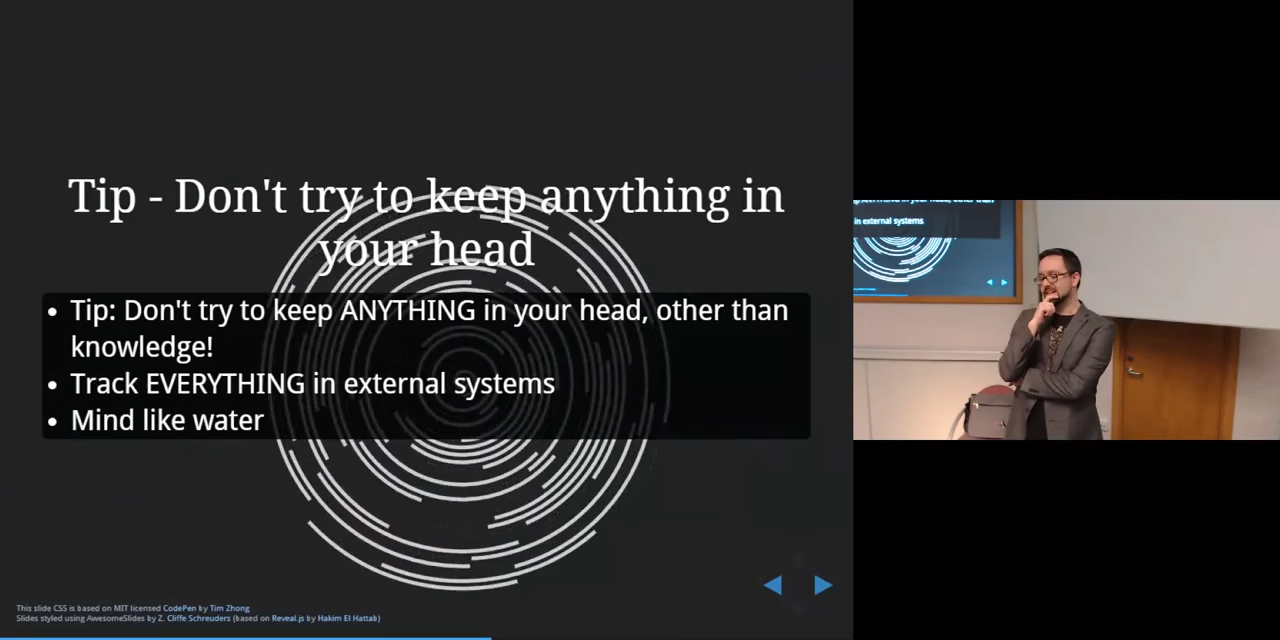 Tip - Don't try to keep anything in
your head
Tip: Don't try to keep ANYTHING in your head, other than
knowledge!
Track EVERYTHING in external systems
Mind like water
This slide CSS is based on MIT licensed CodePen by Tim Zhong
Slides styled using AwesomeSlides by Z. Cliffe Schreuders (based on Reveal.js by Hakim El Hattab)
in external systems